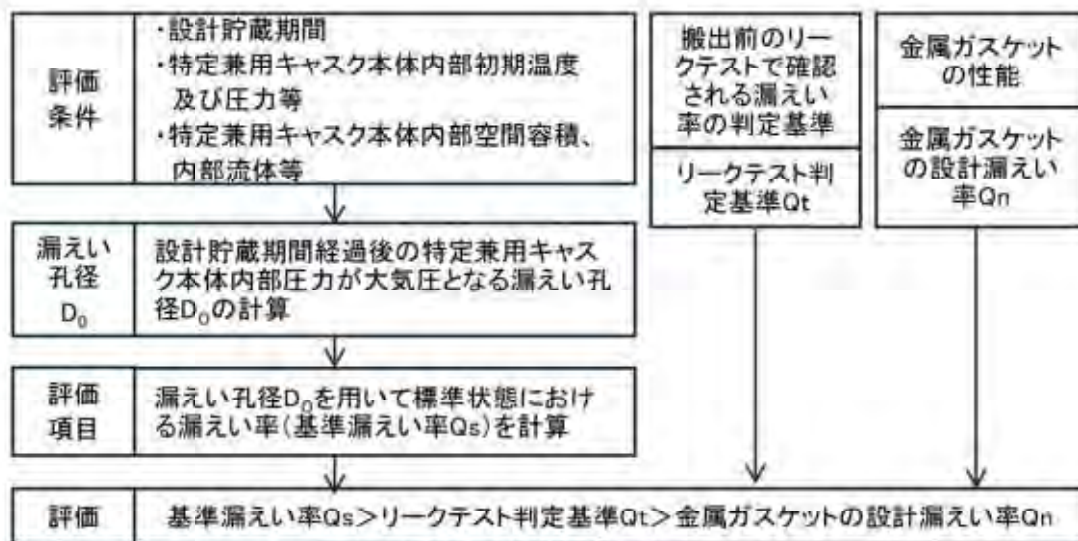 評価
条件
・設計貯蔵期間
・特定兼用キャスク本体内部初期温度
及び圧力等
・特定兼用キャスク本体内部空間容積、
内部流体等
搬出前のリー
クテストで確認
される漏えい
率の判定基準
リークテスト判
定基準Qt
金属ガスケット
の性能
金属ガスケット
の設計漏えい
率Qn
漏えい
孔径
D₀
設計貯蔵期間経過後の特定兼用キャス
ク本体内部圧力が大気圧となる漏えい孔
径D₀の計算
評価
項目
漏えい孔径D₀を用いて標準状態におけ
る漏えい率(基準漏えい率Qs)を計算
評価
基準漏えい率Qs>リークテスト判定基準Qt>金属ガスケットの設計漏えい率Qn